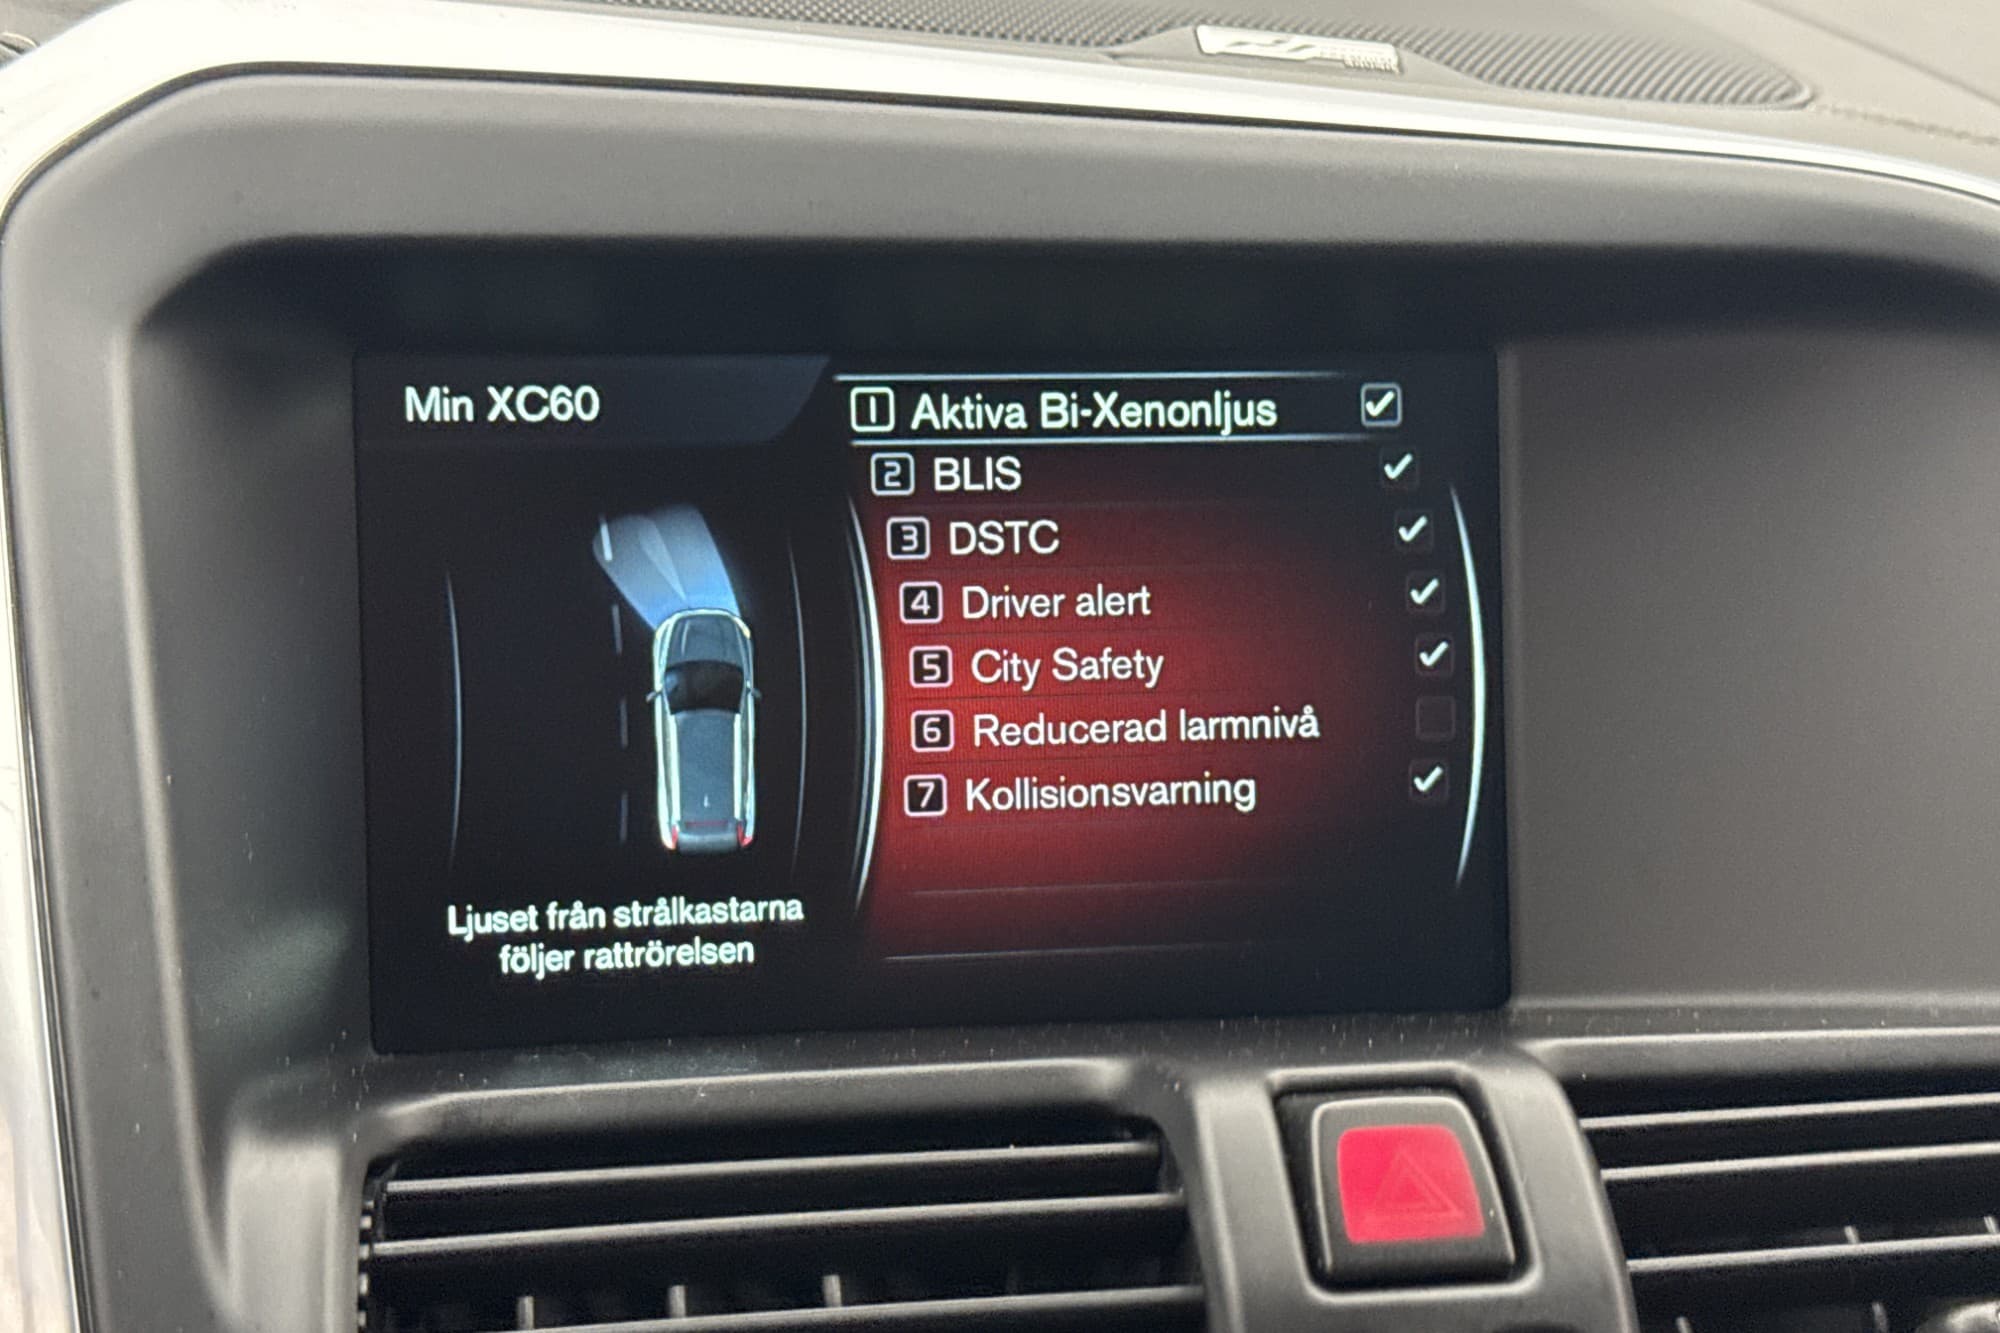 Min XC60
1 Aktiva Bi-Xenonljus
2 BLIS
3 DSTC
4 Driver alert
5 City Safety
6 Reducerad larmnivå
7 Kollisionsvarning
Ljuset från strålkastarna
följer rattrörelsen